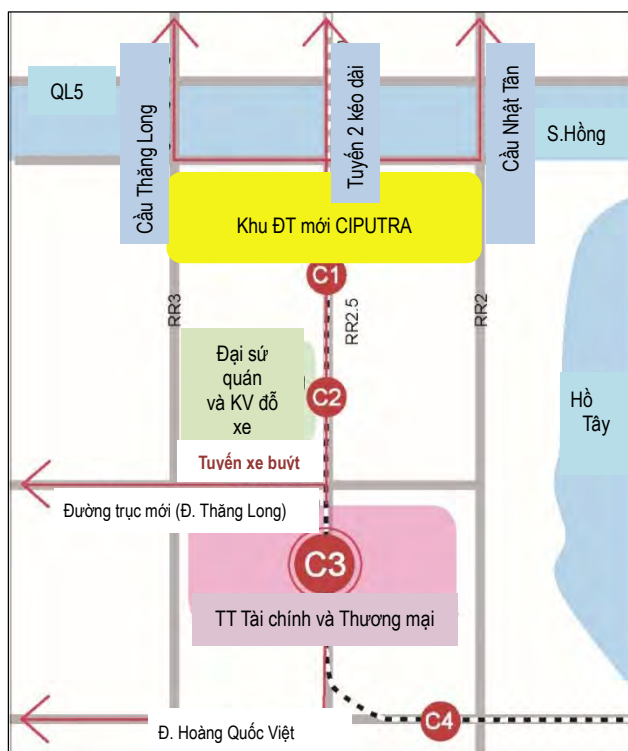 QL5
Cầu Thăng Long
Tuyến 2 kéo dài
Cầu Nhật Tân
S.Hồng
Khu ĐT mới CIPUTRA
C1
RR3
RR2.5
RR2
Đại sứ
quán
và KV đỗ
xe
C2
Hồ
Tây
Tuyến xe buýt
Đường trục mới (Đ. Thăng Long)
C3
TT Tài chính và Thương mại
Đ. Hoàng Quốc Việt
C4